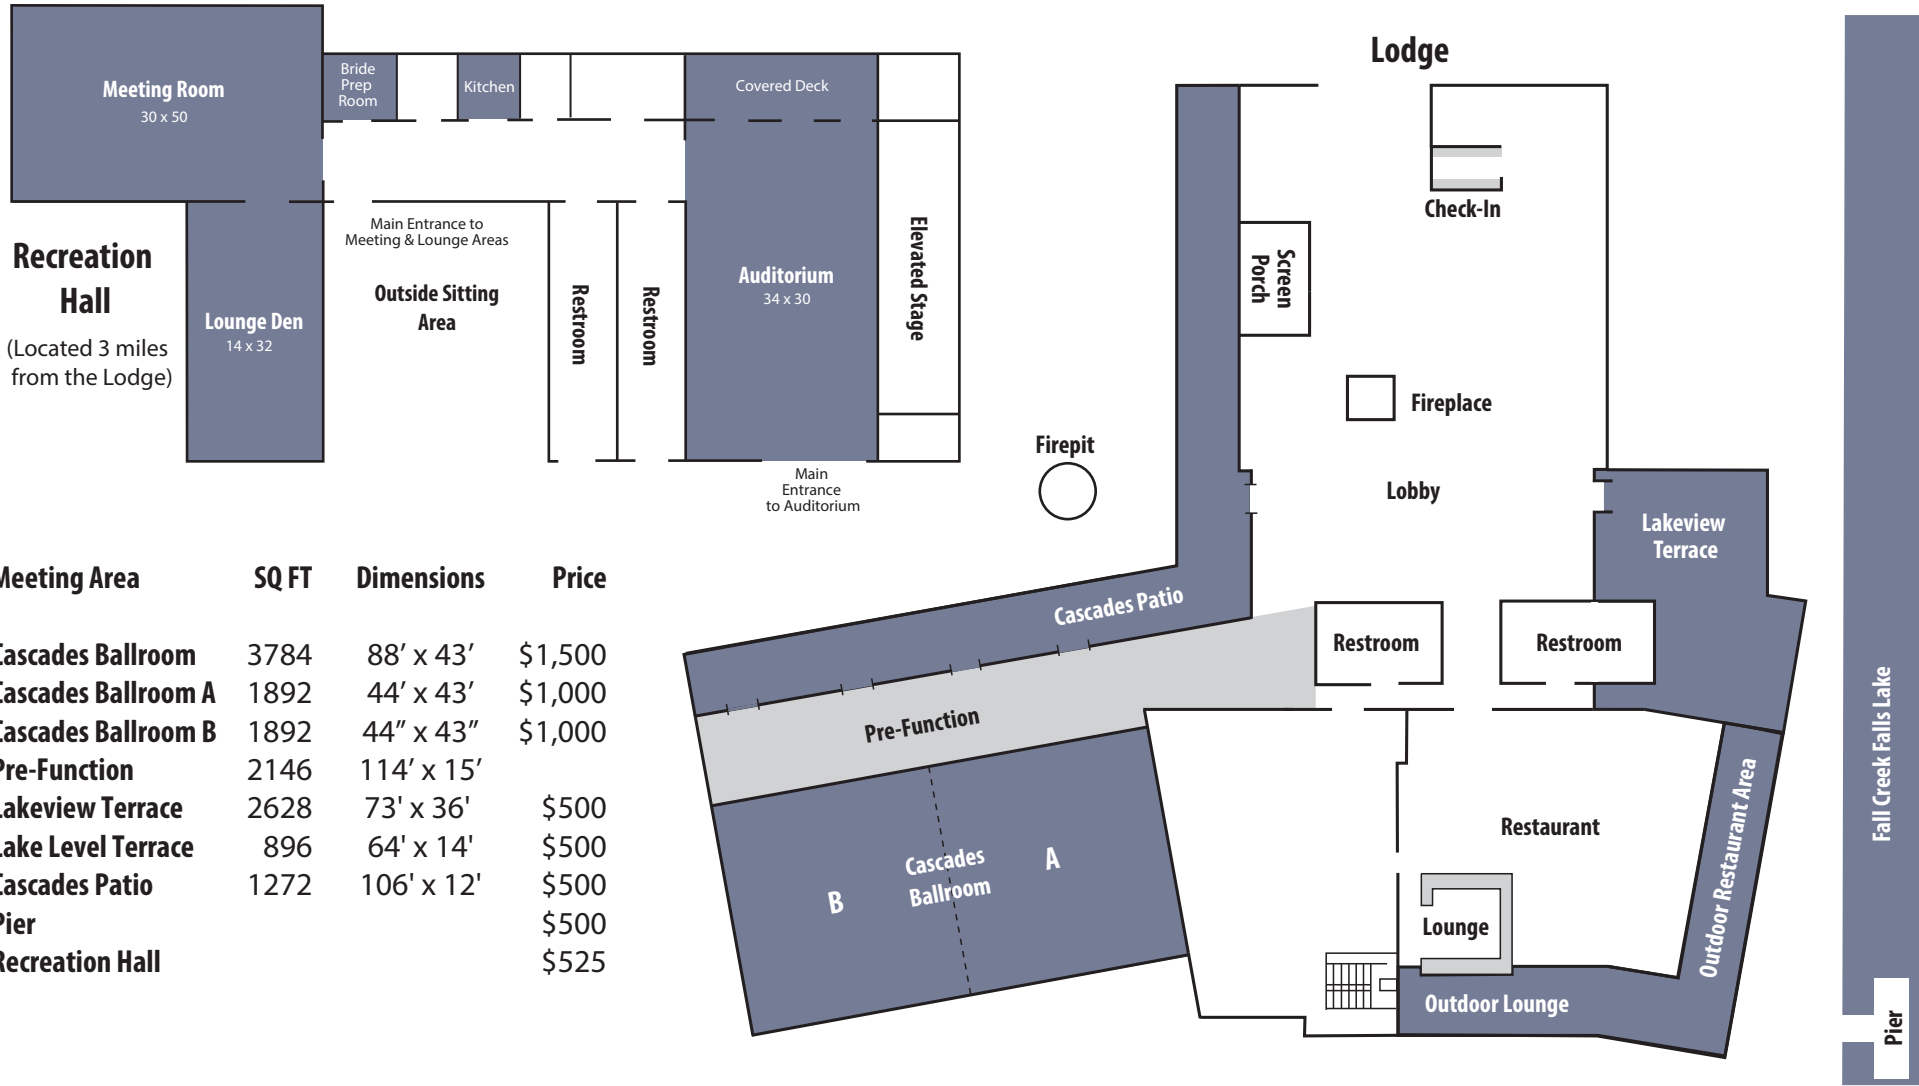 Lodge
Meeting Room
30 x 50
Bride
Prep
Room
Kitchen
Covered Deck
Main Entrance to
Meeting & Lounge Areas
Outside Sitting
Area
Recreation
Hall
(Located 3 miles
from the Lodge)
Lounge Den
14 x 32
Restroom
Restroom
Auditorium
34 x 30
Elevated Stage
Main
Entrance
to Auditorium
Check-In
Screen
Porch
Fireplace
Firepit
Lobby
Lakeview
Terrace
Cascades Patio
Restroom
Restroom
Pre-Function
Cascades
Ballroom
A
B
Restaurant
Lounge
Outdoor Restaurant Area
Outdoor Lounge
Fall Creek Falls Lake
Pier
Meeting Area SQ FT Dimensions Price
Cascades Ballroom 3784 88′ x 43′ $1,500
Cascades Ballroom A 1892 44′ x 43′ $1,000
Cascades Ballroom B 1892 44″ x 43″ $1,000
Pre-Function 2146 114′ x 15′
Lakeview Terrace 2628 73' x 36' $500
Lake Level Terrace 896 64' x 14' $500
Cascades Patio 1272 106' x 12' $500
Pier $500
Recreation Hall $525